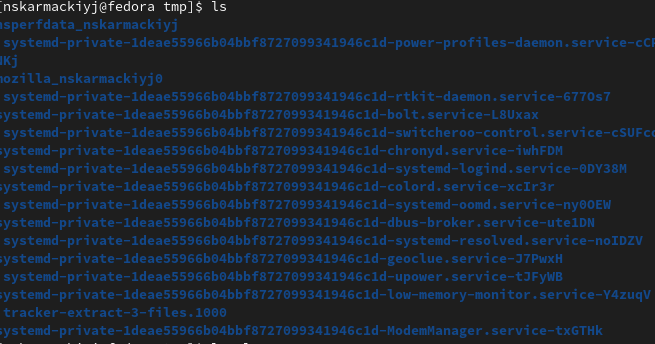 [nskarmackiyj@fedora tmp]$ ls
hsperfdata_nskarmackiyj
systemd-private-1deae55966b04bbf8727099341946c1d-power-profiles-daemon.service-cCF
NKj
mozilla_nskarmackiyj0
systemd-private-1deae55966b04bbf8727099341946c1d-rtkit-daemon.service-677Os7
systemd-private-1deae55966b04bbf8727099341946c1d-bolt.service-L8Uxax
systemd-private-1deae55966b04bbf8727099341946c1d-switcheroo-control.service-cSUFco
systemd-private-1deae55966b04bbf8727099341946c1d-chronyd.service-iwhFDM
systemd-private-1deae55966b04bbf8727099341946c1d-systemd-logind.service-0DY38M
systemd-private-1deae55966b04bbf8727099341946c1d-colord.service-xcIr3r
systemd-private-1deae55966b04bbf8727099341946c1d-systemd-oomd.service-ny0OEW
systemd-private-1deae55966b04bbf8727099341946c1d-dbus-broker.service-ute1DN
systemd-private-1deae55966b04bbf8727099341946c1d-systemd-resolved.service-noIDZV
systemd-private-1deae55966b04bbf8727099341946c1d-geoclue.service-J7PwxH
systemd-private-1deae55966b04bbf8727099341946c1d-upower.service-tJFyWB
systemd-private-1deae55966b04bbf8727099341946c1d-low-memory-monitor.service-Y4zuqV
tracker-extract-3-files.1000
systemd-private-1deae55966b04bbf8727099341946c1d-ModemManager.service-txGTHk